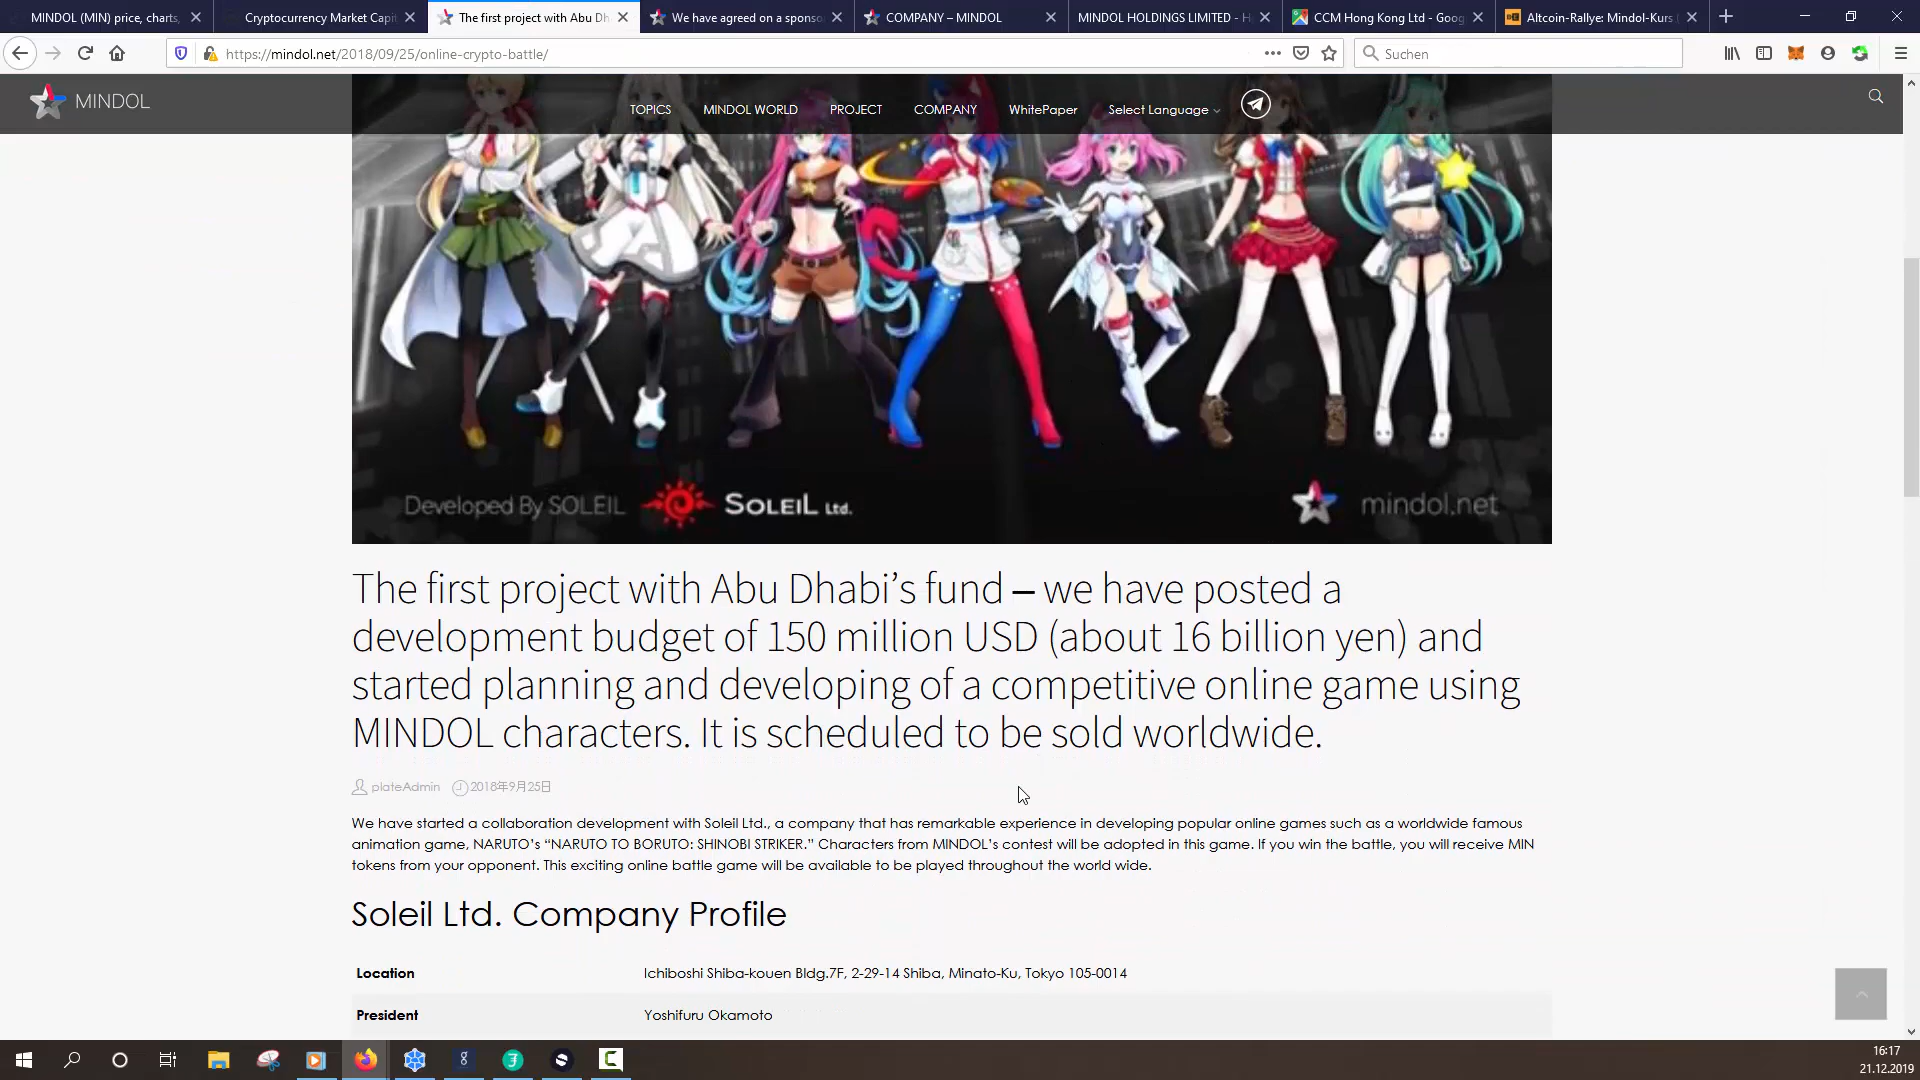 MINDOL (MIN) price, charts,
Cryptocurrency Market Capi
The first project with Abu Dh
We have agreed on a sponso
COMPANY – MINDOL
MINDOL HOLDINGS LIMITED - H
CCM Hong Kong Ltd - Goog
Altcoin-Rallye: Mindol-Kurs
https://mindol.net/2018/09/25/online-crypto-battle/
Suchen
MINDOL
TOPICS
MINDOL WORLD
PROJECT
COMPANY
WhitePaper
Select Language
Developed By SOLEIL
SOLEIL Ltd.
mindol.net
The first project with Abu Dhabi’s fund – we have posted a
development budget of 150 million USD (about 16 billion yen) and
started planning and developing of a competitive online game using
MINDOL characters. It is scheduled to be sold worldwide.
plateAdmin 2018年9月25日
We have started a collaboration development with Soleil Ltd., a company that has remarkable experience in developing popular online games such as a worldwide famous
animation game, NARUTO’s “NARUTO TO BORUTO: SHINOBI STRIKER.” Characters from MINDOL’s contest will be adopted in this game. If you win the battle, you will receive MIN
tokens from your opponent. This exciting online battle game will be available to be played throughout the world wide.
Soleil Ltd. Company Profile
Location Ichiboshi Shiba-kouen Bldg.7F, 2-29-14 Shiba, Minato-Ku, Tokyo 105-0014
President Yoshifuru Okamoto
16:17
21.12.2019